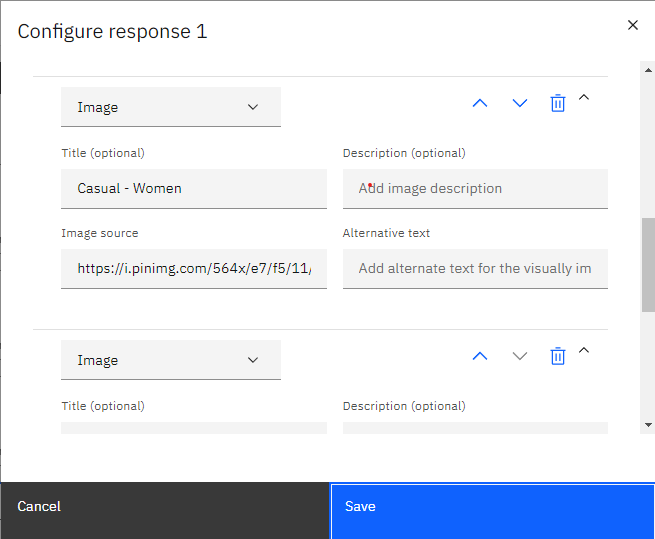 Configure response 1
Image
Title (optional)
Description (optional)
Casual - Women
Add image description
Image source
Alternative text
https://i.pinimg.com/564x/e7/f5/11/
Add alternate text for the visually im
Image
Title (optional)
Description (optional)
Cancel
Save